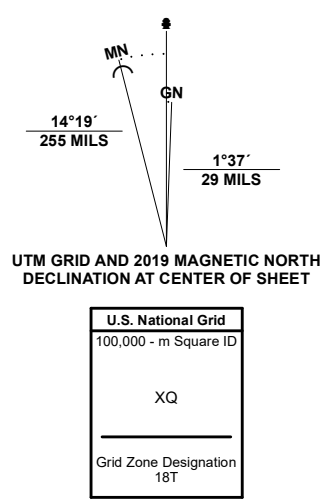 MN
GN
14°19´
255 MILS
1°37´
29 MILS
UTM GRID AND 2019 MAGNETIC NORTH
DECLINATION AT CENTER OF SHEET
U.S. National Grid
100,000 - m Square ID
XQ
Grid Zone Designation
18T